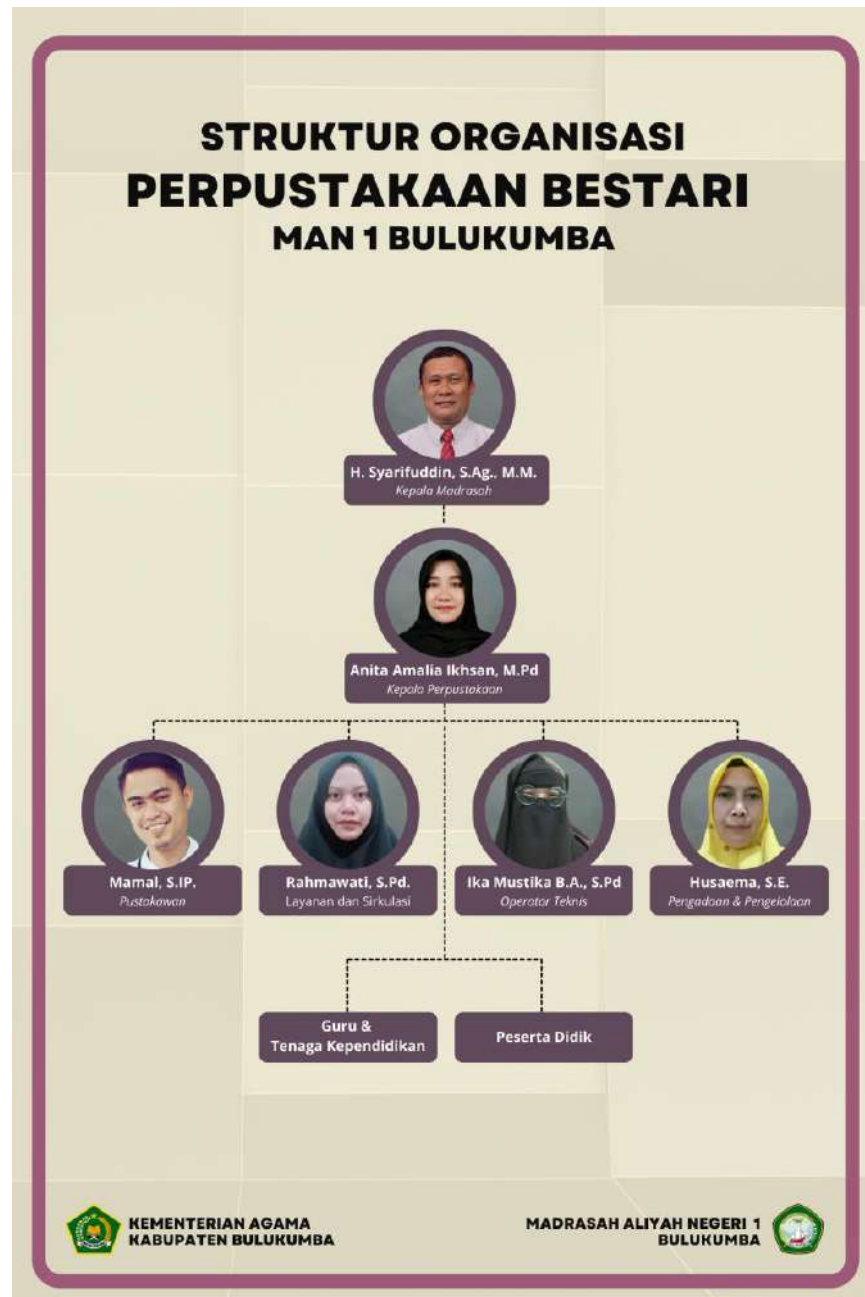 STRUKTUR ORGANISASI
PERPUSTAKAAN BESTARI
MAN 1 BULUKUMBA
H. Syarifuddin, S.Ag., M.M.
Kepala Madrasah
Anita Amalia Ikhsan, M.Pd
Kepala Perpustakaan
Mamal, S.IP.
Pustakawan
Rahmawati, S.Pd.
Layanan dan Sirkulasi
Ika Mustika B.A., S.Pd
Operator Teknis
Husaema, S.E.
Pengadaan & Pengelolaan
Guru &
Tenaga Kependidikan
Peserta Didik
KEMENTERIAN AGAMA
KABUPATEN BULUKUMBA
MADRASAH ALIYAH NEGERI 1
BULUKUMBA